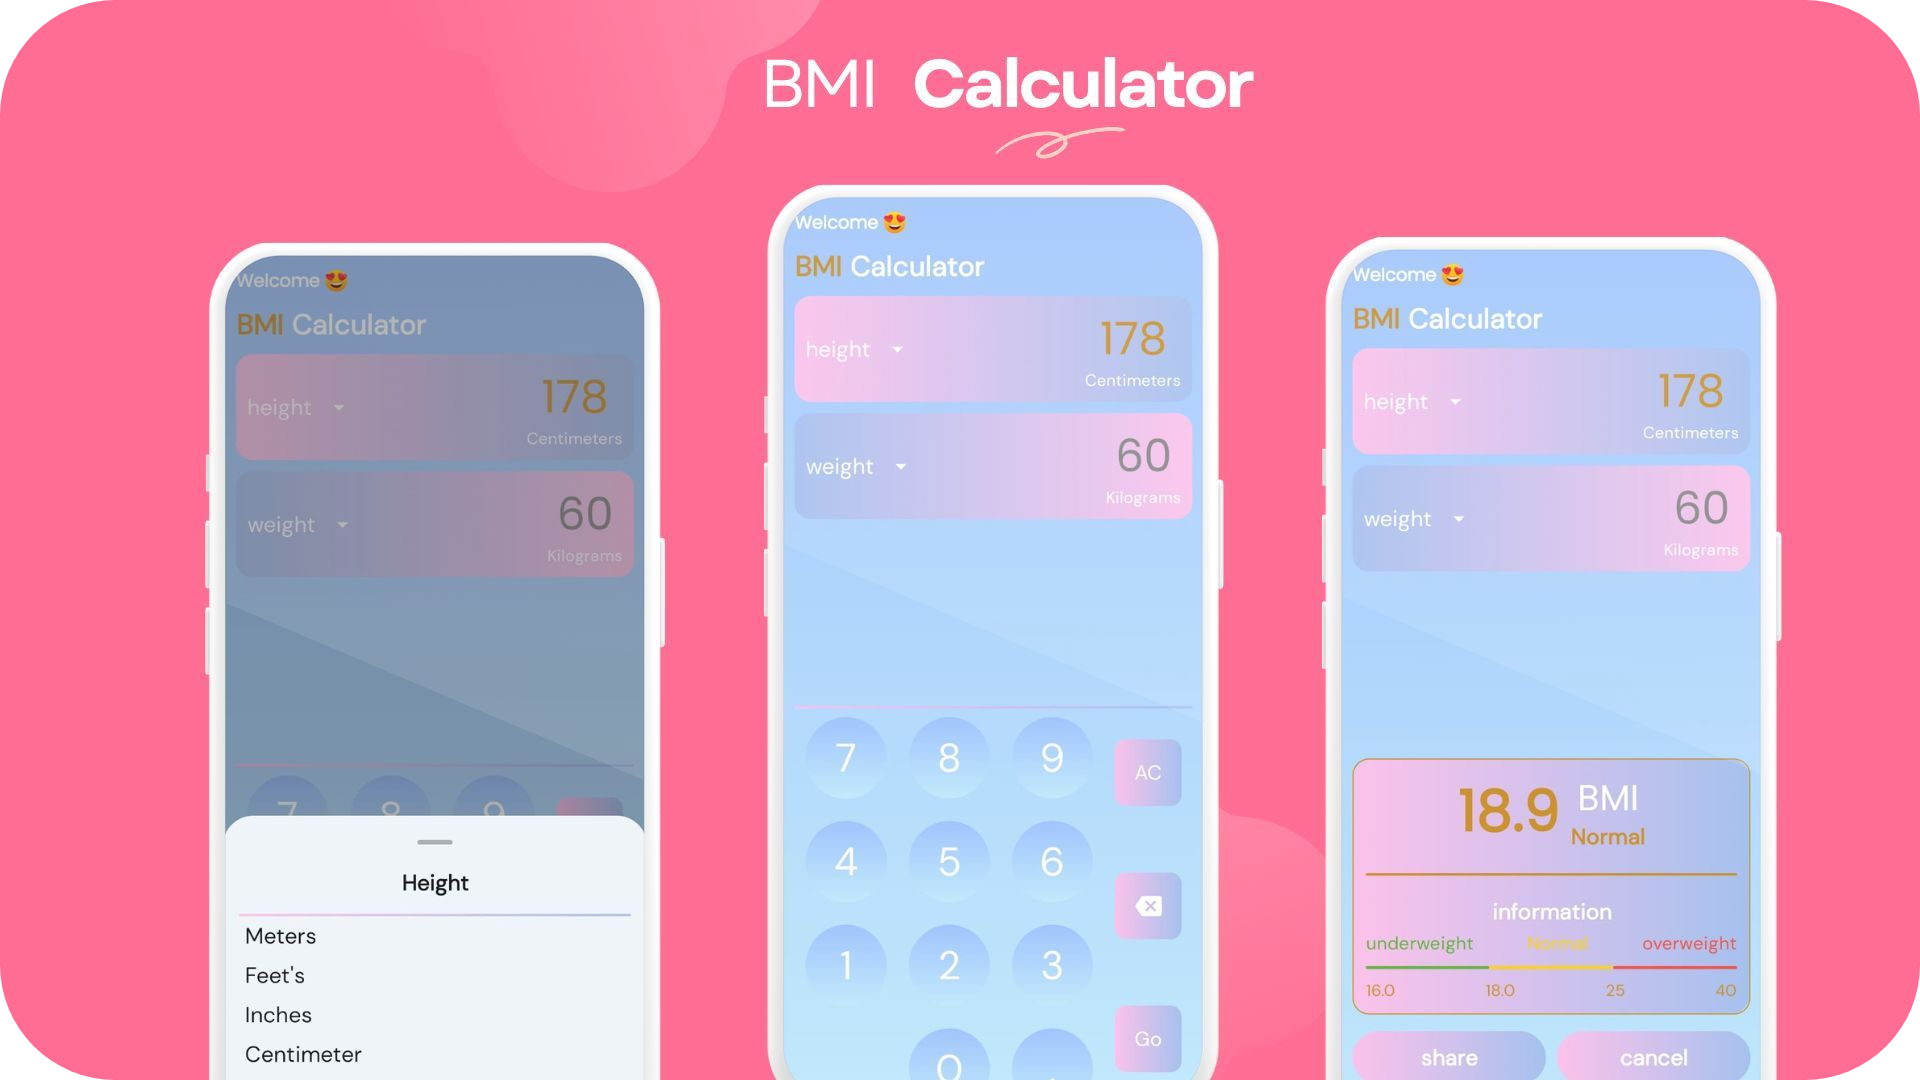 BMI Calculator
Welcome 😍
BMI Calculator
height
178
Centimeters
weight
60
Kilograms
7 8 9
Height
Meters
Feet's
Inches
Centimeter
Welcome 😍
BMI Calculator
height
178
Centimeters
weight
60
Kilograms
7 8 9 AC
4 5 6
1 2 3
Go
0 .
Welcome 😍
BMI Calculator
height
178
Centimeters
weight
60
Kilograms
18.9 BMI
Normal
information
underweight Normal overweight
16.0 18.0 25 40
share cancel